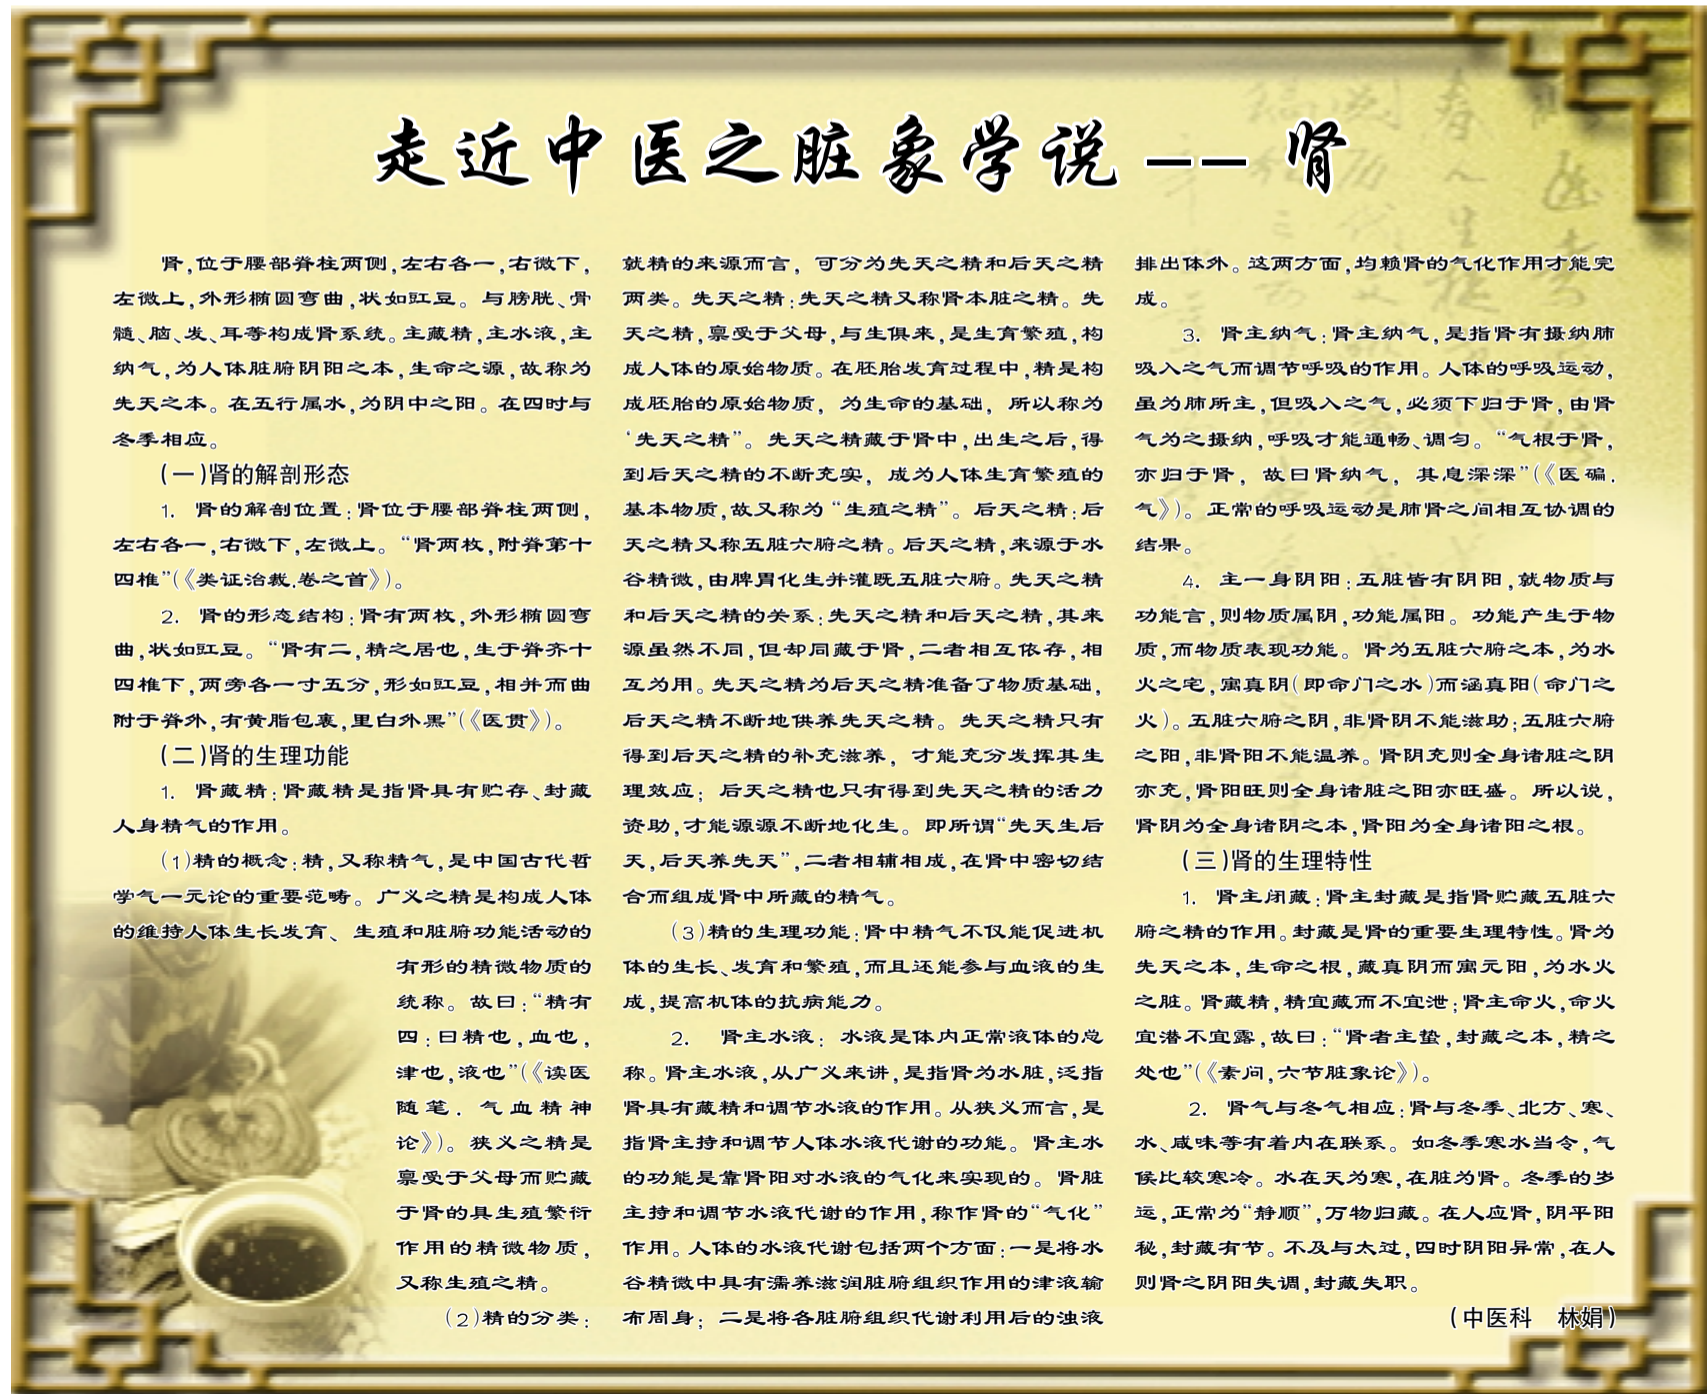 走近中医之脏象学说——肾
肾,位于腰部脊柱两侧,左右各一,右微下,
左微上,外形椭圆弯曲,状如豇豆。与膀胱、骨
髓、脑、发、耳等构成肾系统。主藏精,主水液,主
纳气,为人体脏腑阴阳之本,生命之源,故称为
先天之本。在五行属水,为阴中之阳。在四时与
冬季相应。
(一)肾的解剖形态
1. 肾的解剖位置:肾位于腰部脊柱两侧,
左右各一,右微下,左微上。“肾两枚,附脊第十
四椎”(《类证治裁.卷之首》)。
2. 肾的形态结构:肾有两枚,外形椭圆弯
曲,状如豇豆。“肾有二,精之居也,生于脊齐十
四椎下,两旁各一寸五分,形如豇豆,相并而曲
附于脊外,有黄脂包裹,里白外黑”(《医贯》)。
(二)肾的生理功能
1. 肾藏精:肾藏精是指肾具有贮存、封藏
人身精气的作用。
(1)精的概念:精,又称精气,是中国古代哲
学气一元论的重要范畴。广义之精是构成人体
的维持人体生长发育、生殖和脏腑功能活动的
有形的精微物质的
统称。故曰:“精有
四:曰精也,血也,
津也,液也”(《读医
随笔.气血精神
论》)。狭义之精是
禀受于父母而贮藏
于肾的具生殖繁衍
作用的精微物质,
又称生殖之精。
(2)精的分类:
就精的来源而言,可分为先天之精和后天之精
两类。先天之精:先天之精又称肾本脏之精。先
天之精,禀受于父母,与生俱来,是生育繁殖,构
成人体的原始物质。在胚胎发育过程中,精是构
成胚胎的原始物质,为生命的基础,所以称为
‘先天之精”。先天之精藏于肾中,出生之后,得
到后天之精的不断充实,成为人体生育繁殖的
基本物质,故又称为“生殖之精”。后天之精:后
天之精又称五脏六腑之精。后天之精,来源于水
谷精微,由脾胃化生并灌既五脏六腑。先天之精
和后天之精的关系:先天之精和后天之精,其来
源虽然不同,但却同藏于肾,二者相互依存,相
互为用。先天之精为后天之精准备了物质基础,
后天之精不断地供养先天之精。先天之精只有
得到后天之精的补充滋养,才能充分发挥其生
理效应;后天之精也只有得到先天之精的活力
资助,才能源源不断地化生。即所谓“先天生后
天,后天养先天”,二者相辅相成,在肾中密切结
合而组成肾中所藏的精气。
(3)精的生理功能:肾中精气不仅能促进机
体的生长、发育和繁殖,而且还能参与血液的生
成,提高机体的抗病能力。
2. 肾主水液:水液是体内正常液体的总
称。肾主水液,从广义来讲,是指肾为水脏,泛指
肾具有藏精和调节水液的作用。从狭义而言,是
指肾主持和调节人体水液代谢的功能。肾主水
的功能是靠肾阳对水液的气化来实现的。肾脏
主持和调节水液代谢的作用,称作肾的“气化”
作用。人体的水液代谢包括两个方面:一是将水
谷精微中具有濡养滋润脏腑组织作用的津液输
布周身;二是将各脏腑组织代谢利用后的浊液
排出体外。这两方面,均赖肾的气化作用才能完
成。
3. 肾主纳气:肾主纳气,是指肾有摄纳肺
吸入之气而调节呼吸的作用。人体的呼吸运动,
虽为肺所主,但吸入之气,必须下归于肾,由肾
气为之摄纳,呼吸才能通畅、调匀。“气根于肾,
亦归于肾,故曰肾纳气,其息深深”(《医碥.
气》)。正常的呼吸运动是肺肾之间相互协调的
结果。
4. 主一身阴阳:五脏皆有阴阳,就物质与
功能言,则物质属阴,功能属阳。功能产生于物
质,而物质表现功能。肾为五脏六腑之本,为水
火之宅,寓真阴(即命门之水)而涵真阳(命门之
火)。五脏六腑之阴,非肾阴不能滋助;五脏六腑
之阳,非肾阳不能温养。肾阴充则全身诸脏之阴
亦充,肾阳旺则全身诸脏之阳亦旺盛。所以说,
肾阴为全身诸阴之本,肾阳为全身诸阳之根。
(三)肾的生理特性
1. 肾主闭藏:肾主封藏是指肾贮藏五脏六
腑之精的作用。封藏是肾的重要生理特性。肾为
先天之本,生命之根,藏真阴而寓元阳,为水火
之脏。肾藏精,精宜藏而不宜泄;肾主命火,命火
宜潜不宜露,故曰:“肾者主蛰,封藏之本,精之
处也”(《素问,六节脏象论》)。
2. 肾气与冬气相应:肾与冬季、北方、寒、
水、咸味等有着内在联系。如冬季寒水当令,气
候比较寒冷。水在天为寒,在脏为肾。冬季的岁
运,正常为“静顺”,万物归藏。在人应肾,阴平阳
秘,封藏有节。不及与太过,四时阴阳异常,在人
则肾之阴阳失调,封藏失职。
(中医科 林娟)